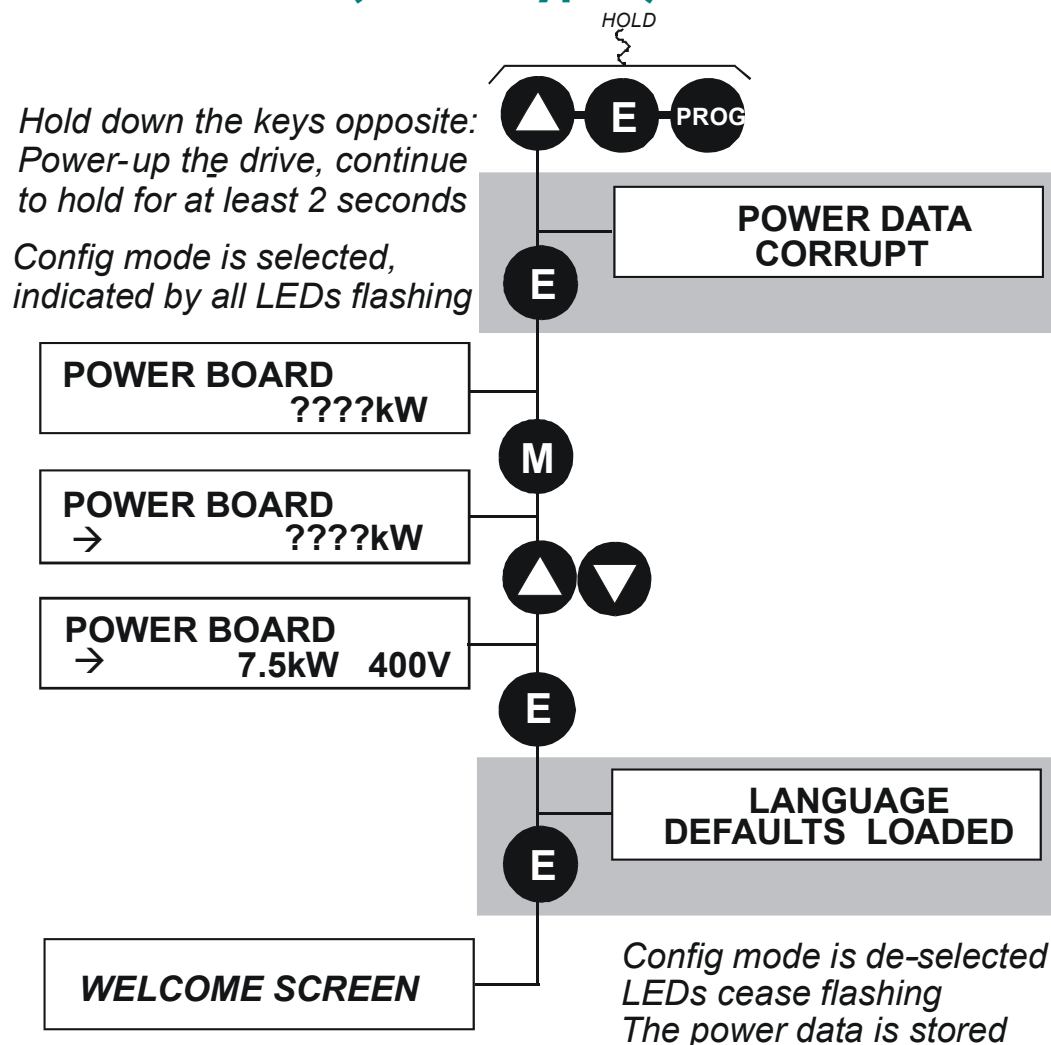 HOLD
E
PROG
Hold down the keys opposite:
Power-up the drive, continue
to hold for at least 2 seconds
POWER DATA
CORRUPT
Config mode is selected,
indicated by all LEDs flashing
E
POWER BOARD
????kW
M
POWER BOARD
→ ????kW
POWER BOARD
→ 7.5kW 400V
E
LANGUAGE
DEFAULTS LOADED
E
WELCOME SCREEN
Config mode is de-selected
LEDs cease flashing
The power data is stored